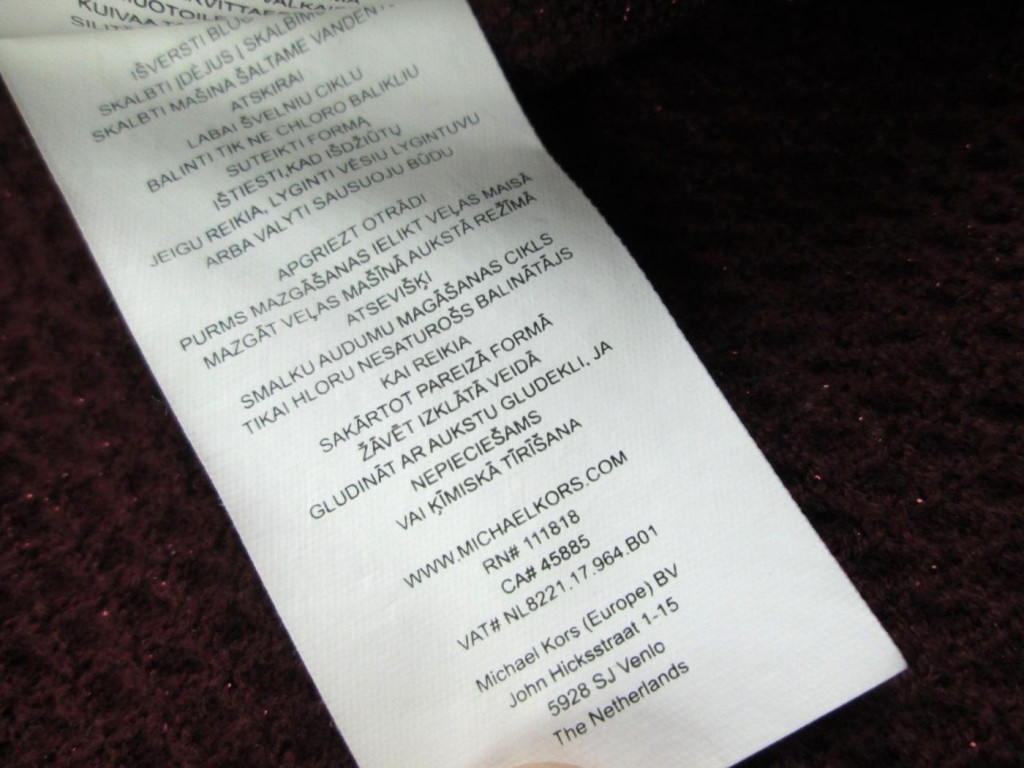 KUIVAA
IŠVERSTI
SKALBTI ĮDĖJUS Į
SKALBTI MAŠINA ŠALTAME
ATSKIRAI
LABAI ŠVELNIU CIKLU
BALINTI TIK NE CHLORO BALIKLIU
SUTEIKTI FORMĄ
IŠTIESTI,KAD IŠDŽIŪTŲ
JEIGU REIKIA, LYGINTI VĖSIU LYGINTUVU
ARBA VALYTI SAUSUOJU BŪDU
APGRIEZT OTRĀDI
PURMS MAZGĀŠANAS IELIKT VEĻAS MAISĀ
MAZGĀT VEĻAS MAŠĪNĀ AUKSTĀ REŽĪMĀ
ATSEVIŠĶI
SMALKU AUDUMU MAGĀŠANAS CIKLS
TIKAI HLORU NESATUROŠS BALINĀTĀJS
KAI REIKIA
SAKĀRTOT PAREIZĀ FORMĀ
ŽĀVĒT IZKLĀTĀ VEIDĀ
GLUDINĀT AR AUKSTU GLUDEKLI, JA
NEPIECIEŠAMS
VAI ĶĪMISKĀ TĪRĪŠANA
WWW.MICHAELKORS.COM
RN# 111818
CA# 45885
VAT# NL8221.17.964.B01
Michael Kors (Europe) BV
John Hicksstraat 1-15
5928 SJ Venlo
The Netherlands